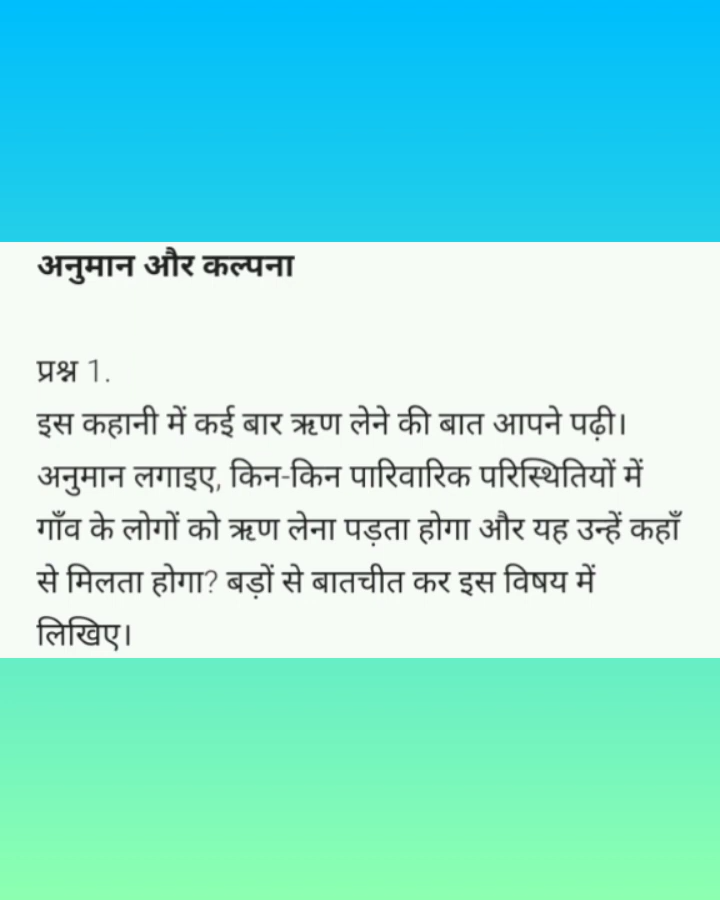 अनुमान और कल्पना
प्रश्न 1.
इस कहानी में कई बार ऋण लेने की बात आपने पढ़ी।
अनुमान लगाइए, किन-किन पारिवारिक परिस्थितियों में
गाँव के लोगों को ऋण लेना पड़ता होगा और यह उन्हें कहाँ
से मिलता होगा? बड़ों से बातचीत कर इस विषय में
लिखिए।